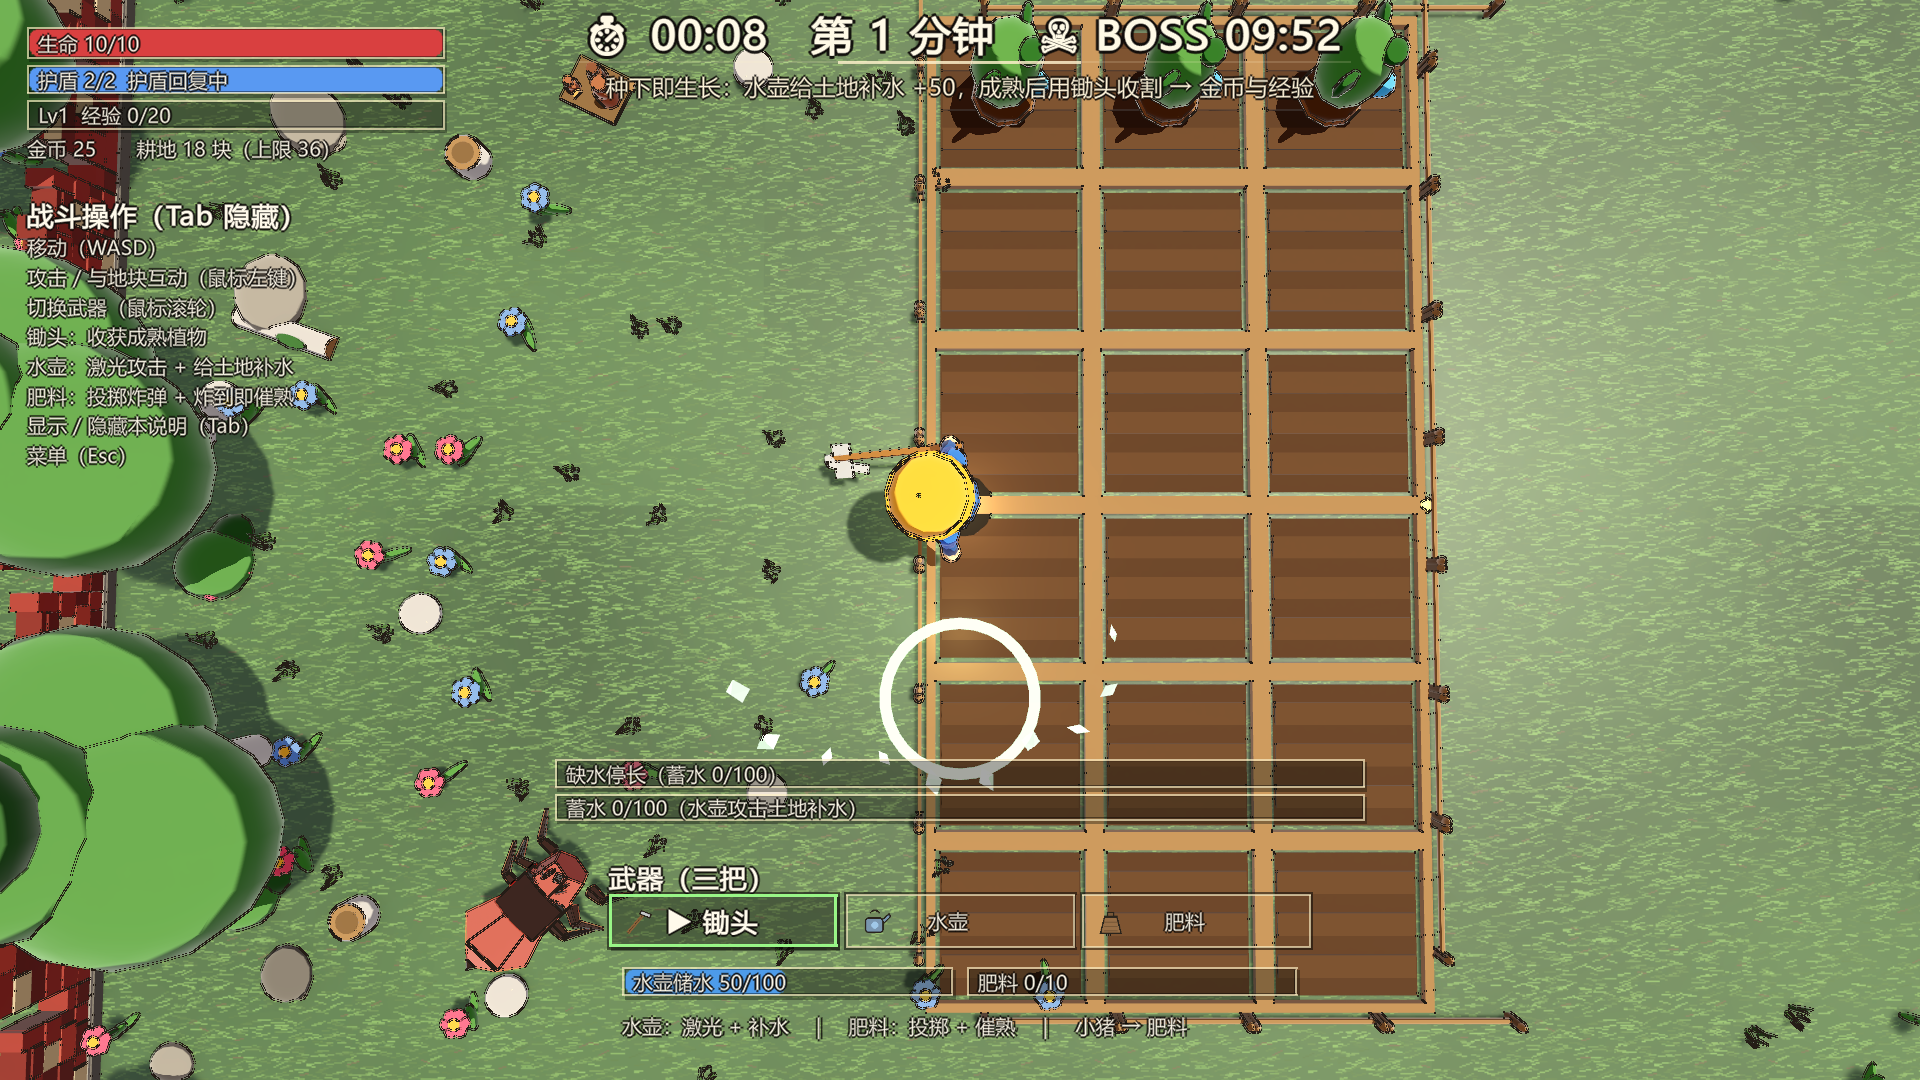 生命 10/10
护盾 2/2 护盾回复中
Lv1 经验 0/20
金币 25 耕地 18 块（上限 36）
00:08 第 1 分钟 BOSS 09:52
种下即生长：水壶给土地补水 +50，成熟后用锄头收割 → 金币与经验
战斗操作（Tab 隐藏）
移动（WASD）
攻击 / 与地块互动（鼠标左键）
切换武器（鼠标滚轮）
锄头：收获成熟植物
水壶：激光攻击 + 给土地补水
肥料：投掷炸弹 + 炸到即催熟
显示 / 隐藏本说明（Tab）
菜单（Esc）
缺水停长（蓄水 0/100）
蓄水 0/100（水壶攻击土地补水）
武器（三把）
▶ 锄头 水壶 肥料
水壶储水 50/100 肥料 0/10
水壶：激光 + 补水 | 肥料：投掷 + 催熟 | 小猪 → 肥料